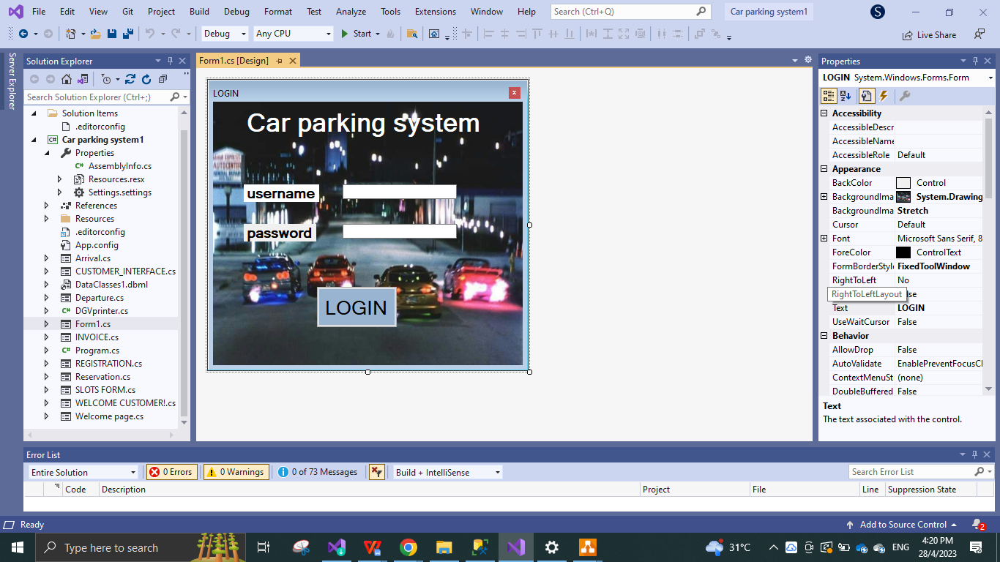 File Edit View Git Project Build Debug Format Test Analyze Tools Extensions Window Help Search (Ctrl+Q) Car parking system1 S
Debug Any CPU Start Live Share
Server Explorer
Solution Explorer
Search Solution Explorer (Ctrl+;)
Solution Items
.editorconfig
Car parking system1
Properties
AssemblyInfo.cs
Resources.resx
Settings.settings
References
Resources
.editorconfig
App.config
Arrival.cs
CUSTOMER_INTERFACE.cs
DataClasses1.dbml
Departure.cs
DGVprinter.cs
Form1.cs
INVOICE.cs
Program.cs
REGISTRATION.cs
Reservation.cs
SLOTS FORM.cs
WELCOME CUSTOMER!.cs
Welcome page.cs
Form1.cs [Design]
LOGIN
Car parking system
username
password
LOGIN
Properties
LOGIN System.Windows.Forms.Form
Accessibility
AccessibleDescr
AccessibleName
AccessibleRole Default
Appearance
BackColor Control
BackgroundIma System.Drawing
BackgroundIma Stretch
Cursor Default
Font Microsoft Sans Serif, 8
ForeColor ControlText
FormBorderStyle FixedToolWindow
RightToLeft No
RightToLeftLayout
Text LOGIN
UseWaitCursor False
Behavior
AllowDrop False
AutoValidate EnablePreventFocusCl
ContextMenuSt (none)
DoubleBuffered False
Text
The text associated with the control.
Error List
Entire Solution 0 Errors 0 Warnings 0 of 73 Messages Build + IntelliSense Search Error List
Code Description Project File Line Suppression State
Ready Add to Source Control 2
Type here to search 31°C ENG 4:20 PM
28/4/2023